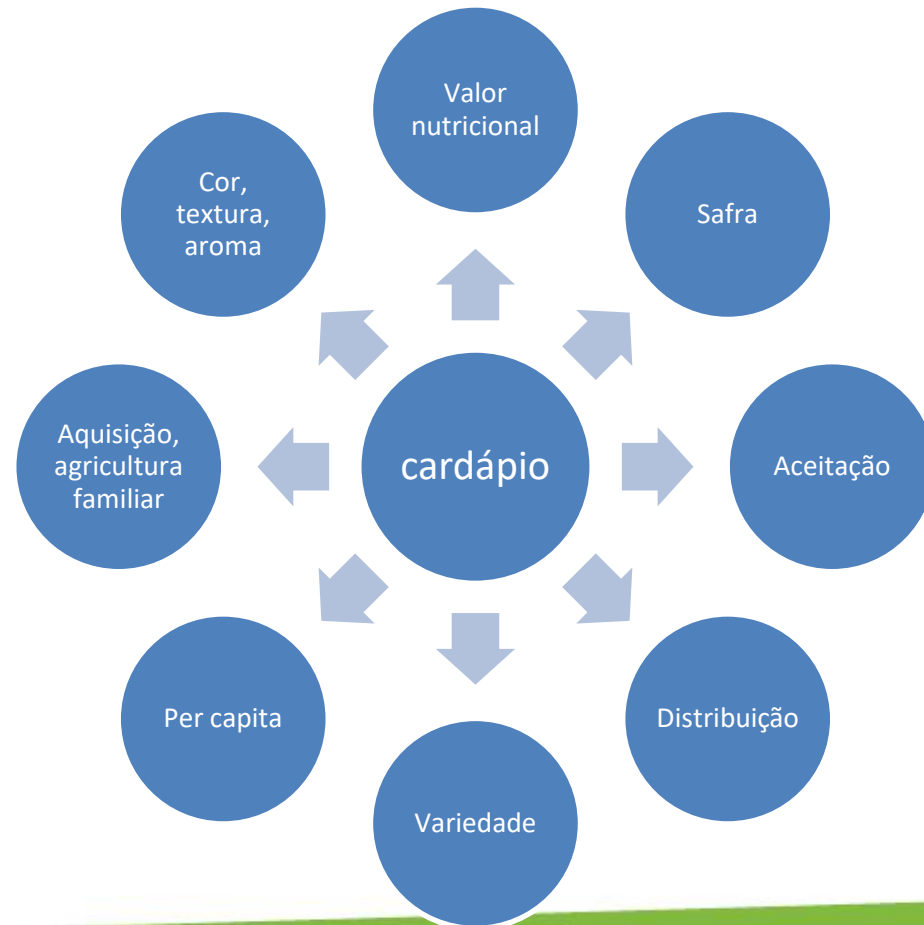 Valor
nutricional
Cor,
textura,
aroma
Safra
Aquisição,
agricultura
familiar
cardápio
Aceitação
Per capita
Distribuição
Variedade